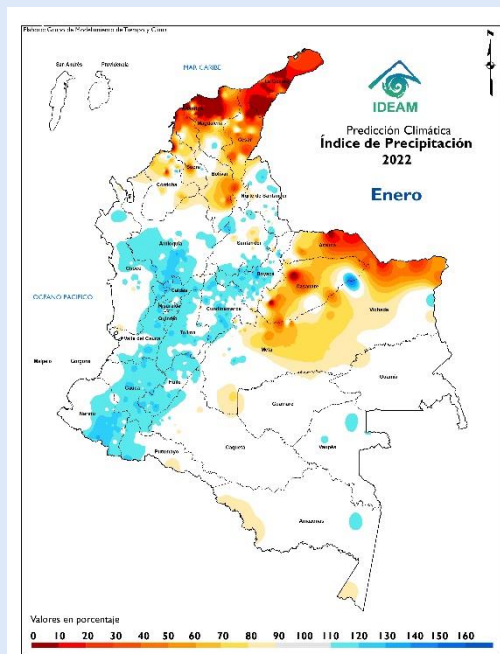 Elaboró: Grupo de Modelamiento de Tiempo y Clima
San Andrés
Providencia
MAR CARIBE
IDEAM
Predicción Climática
Índice de Precipitación
2022
Enero
Magdalena
Cesar
Sucre
Bolívar
Córdoba
Norte de Santander
Antioquia
Santander
Arauca
Chocó
Boyacá
Casanare
Caldas
OCEANO PACIFICO
Risaralda
Cundinamarca
Vichada
Quindío
Tolima
Valle del Cauca
Meta
Malpelo
Gorgona
Guainía
Huila
Cauca
Guaviare
Nariño
Vaupés
Caquetá
Putumayo
Amazonas
Valores en porcentaje
0 10 20 30 40 50 60 70 80 90 100 110 120 130 140 150 160